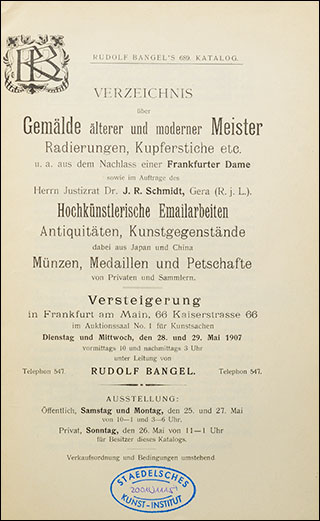 RUDOLF BANGEL'S 689. KATALOG.
VERZEICHNIS
über
Gemälde älterer und moderner Meister
Radierungen, Kupferstiche etc.
u. a. aus dem Nachlass einer Frankfurter Dame
sowie im Auftrage des
Herrn Justizrat Dr. J. R. Schmidt, Gera (R. j. L.).
Hochkünstlerische Emailarbeiten
Antiquitäten, Kunstgegenstände
dabei aus Japan und China
Münzen, Medaillen und Petschafte
von Privaten und Sammlern.
Versteigerung
in Frankfurt am Main, 66 Kaiserstrasse 66
im Auktionssaal No. 1 für Kunstsachen
Dienstag und Mittwoch, den 28. und 29. Mai 1907
vormittags 10 und nachmittags 3 Uhr
unter Leitung von
Telephon 547. RUDOLF BANGEL. Telephon 547.
AUSSTELLUNG:
Öffentlich, Samstag und Montag, den 25. und 27. Mai
von 10—1 und 3—6 Uhr.
Privat, Sonntag, den 26. Mai von 11—1 Uhr
für Besitzer dieses Katalogs.
Verkaufsordnung und Bedingungen umstehend.
STAEDELSCHES
KUNST-INSTITUT